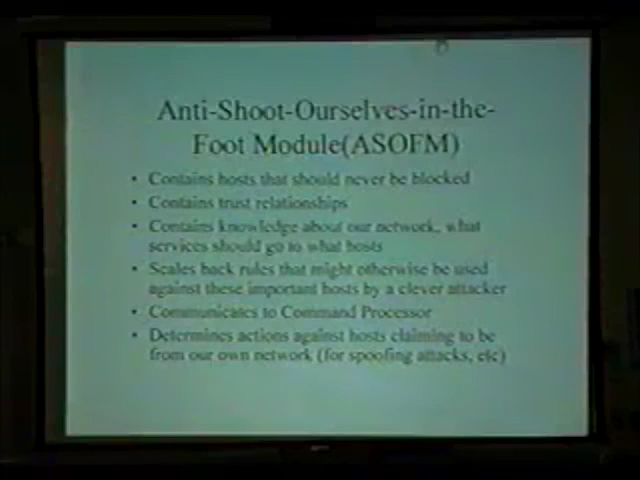 Anti-Shoot-Ourselves-in-the-
Foot Module(ASOFM)
• Contains hosts that should never be blocked
• Contains trust relationships
• Contains knowledge about our network, what
services should go to what hosts
• Scales back rules that might otherwise be used
against these important hosts by a clever attacker
• Communicates to Command Processor
• Determines actions against hosts claiming to be
from our own network (for spoofing attacks, etc)